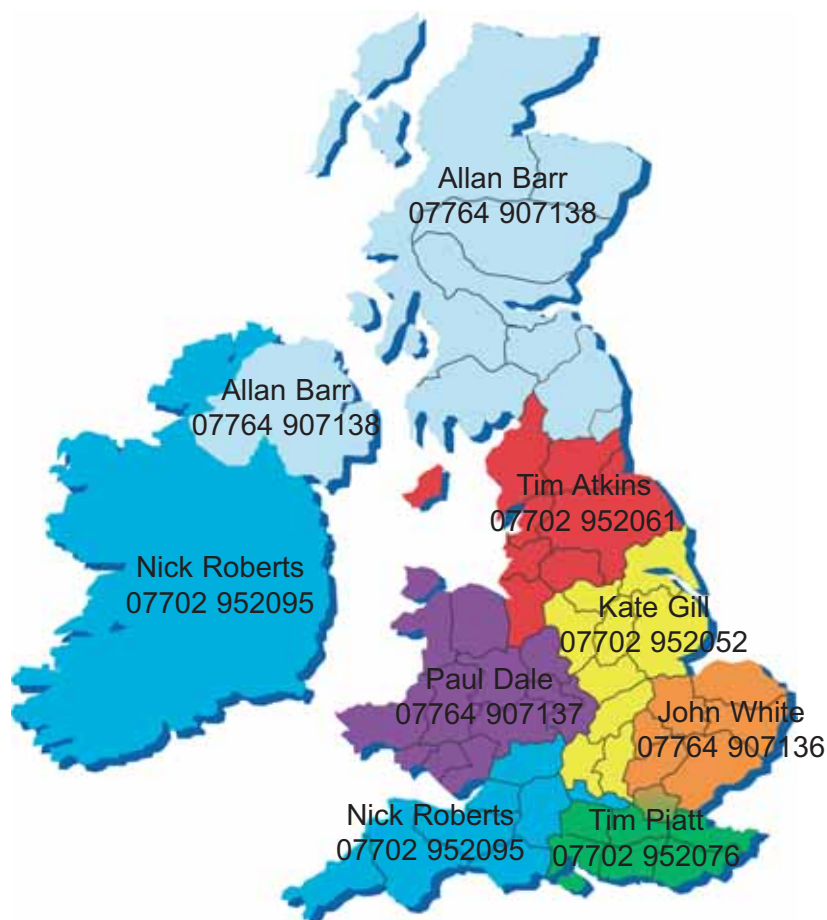 Allan Barr
07764 907138
Allan Barr
07764 907138
Tim Atkins
07702 952061
Nick Roberts
07702 952095
Kate Gill
07702 952052
Paul Dale
07764 907137
John White
07764 907136
Nick Roberts
07702 952095
Tim Piatt
07702 952076